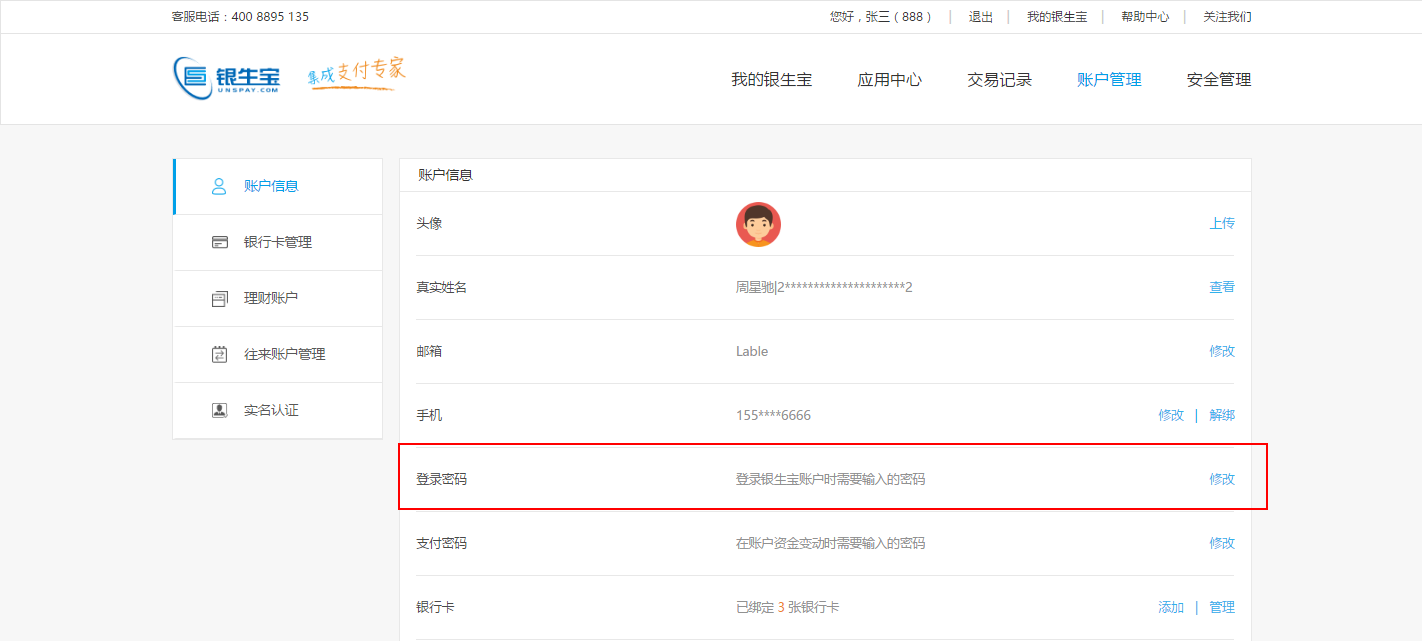 客服电话：400 8895 135
您好，张三（888） | 退出 | 我的银生宝 | 帮助中心 | 关注我们
银生宝
UNSPAY.COM
集成支付专家
我的银生宝 应用中心 交易记录 账户管理 安全管理
账户信息
银行卡管理
理财账户
往来账户管理
实名认证
账户信息
头像 上传
真实姓名 周星驰|2*********************2 查看
邮箱 Lable 修改
手机 155****6666 修改 | 解绑
登录密码 登录银生宝账户时需要输入的密码 修改
支付密码 在账户资金变动时需要输入的密码 修改
银行卡 已绑定 3 张银行卡 添加 | 管理